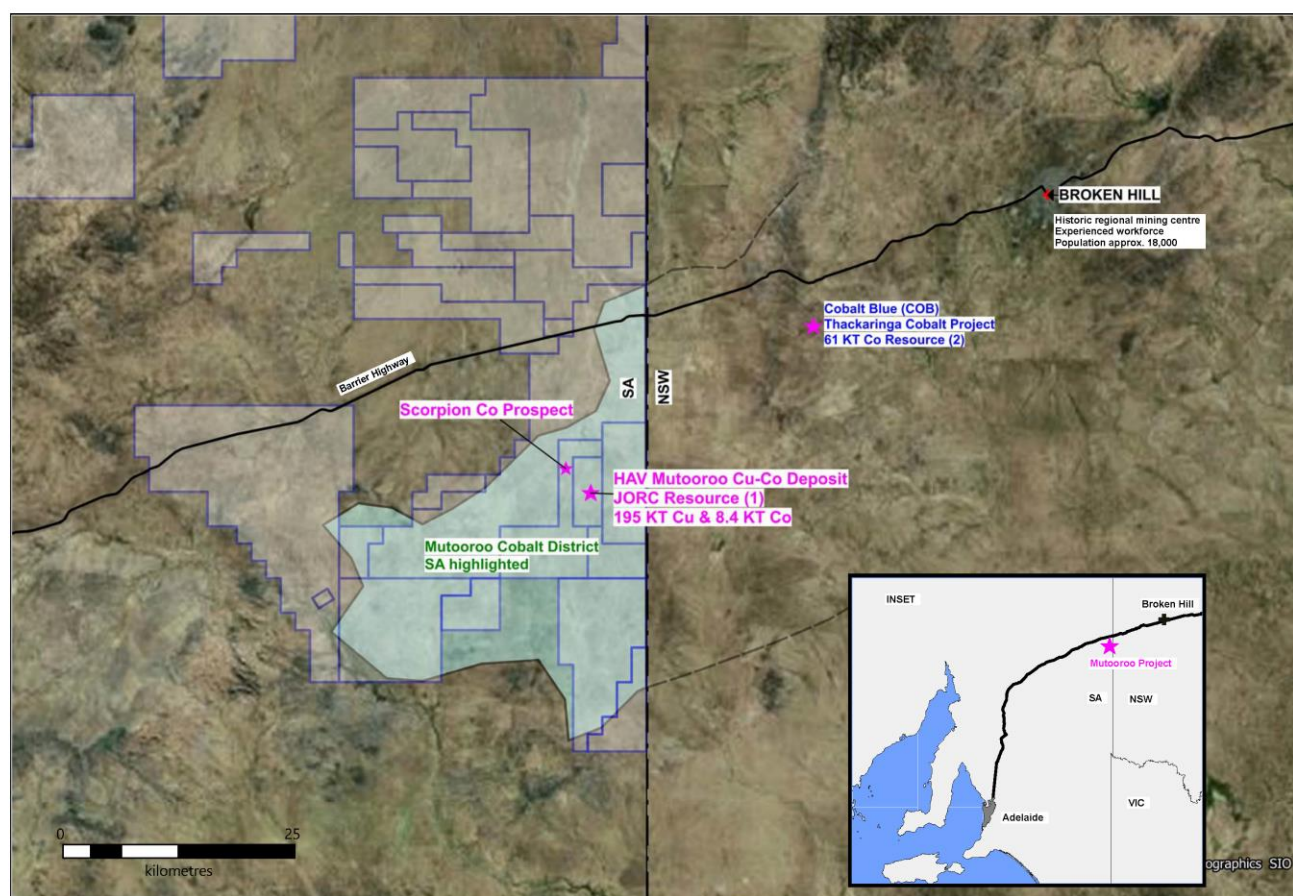 BROKEN HILL
Historic regional mining centre
Experienced workforce
Population approx. 18,000
Cobalt Blue (COB)
Thackaringa Cobalt Project
61 KT Co Resource (2)
Barrier Highway
SA
NSW
Scorpion Co Prospect
HAV Mutooroo Cu-Co Deposit
JORC Resource (1)
195 KT Cu & 8.4 KT Co
Mutooroo Cobalt District
SA highlighted
INSET
Broken Hill
Mutooroo Project
SA
NSW
VIC
Adelaide
0
25
kilometres
ographics SIO